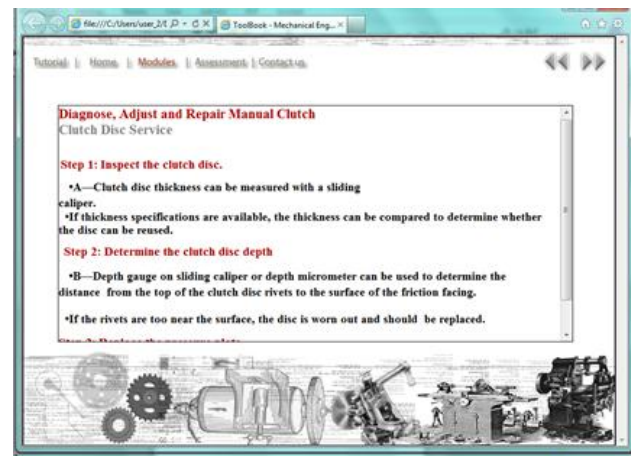 file:///C:/Users/user_2/I
ToolBook - Mechanical Eng...
Tutorial | Home | Modules | Assessment | Contact us
Diagnose, Adjust and Repair Manual Clutch
Clutch Disc Service
Step 1: Inspect the clutch disc.
•A—Clutch disc thickness can be measured with a sliding
caliper.
•If thickness specifications are available, the thickness can be compared to determine whether
the disc can be reused.
Step 2: Determine the clutch disc depth
•B—Depth gauge on sliding caliper or depth micrometer can be used to determine the
distance from the top of the clutch disc rivets to the surface of the friction facing.
•If the rivets are too near the surface, the disc is worn out and should be replaced.